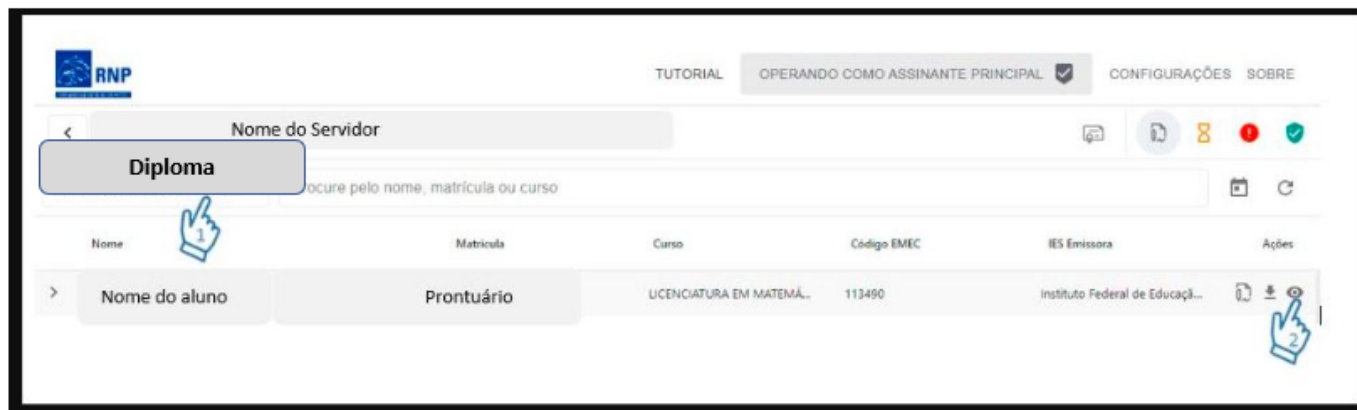 RNP
TUTORIAL OPERANDO COMO ASSINANTE PRINCIPAL CONFIGURAÇÕES SOBRE
Nome do Servidor
Diploma
ocure pelo nome, matrícula ou curso
1
Nome Matrícula Curso Código EMEC IES Emissora Ações
Nome do aluno Prontuário LICENCIATURA EM MATEMÁ... 113490 Instituto Federal de Educaçã...
2